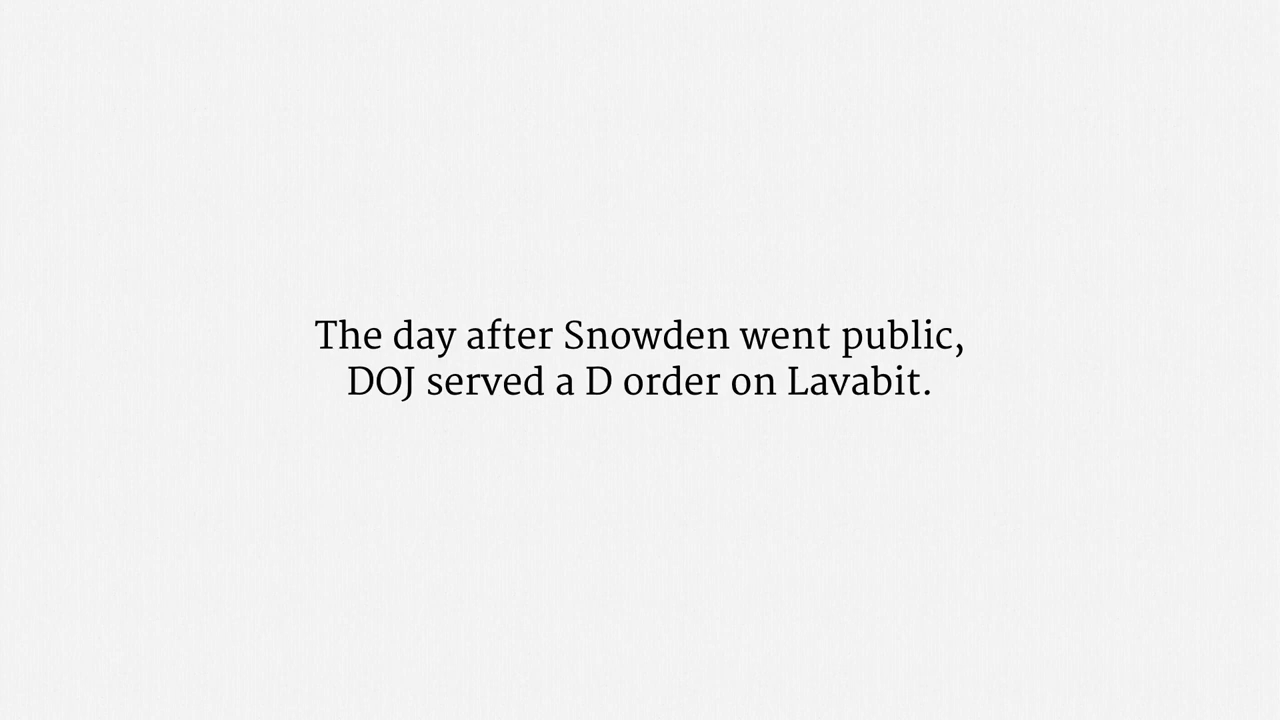 The day after Snowden went public,
DOJ served a D order on Lavabit.